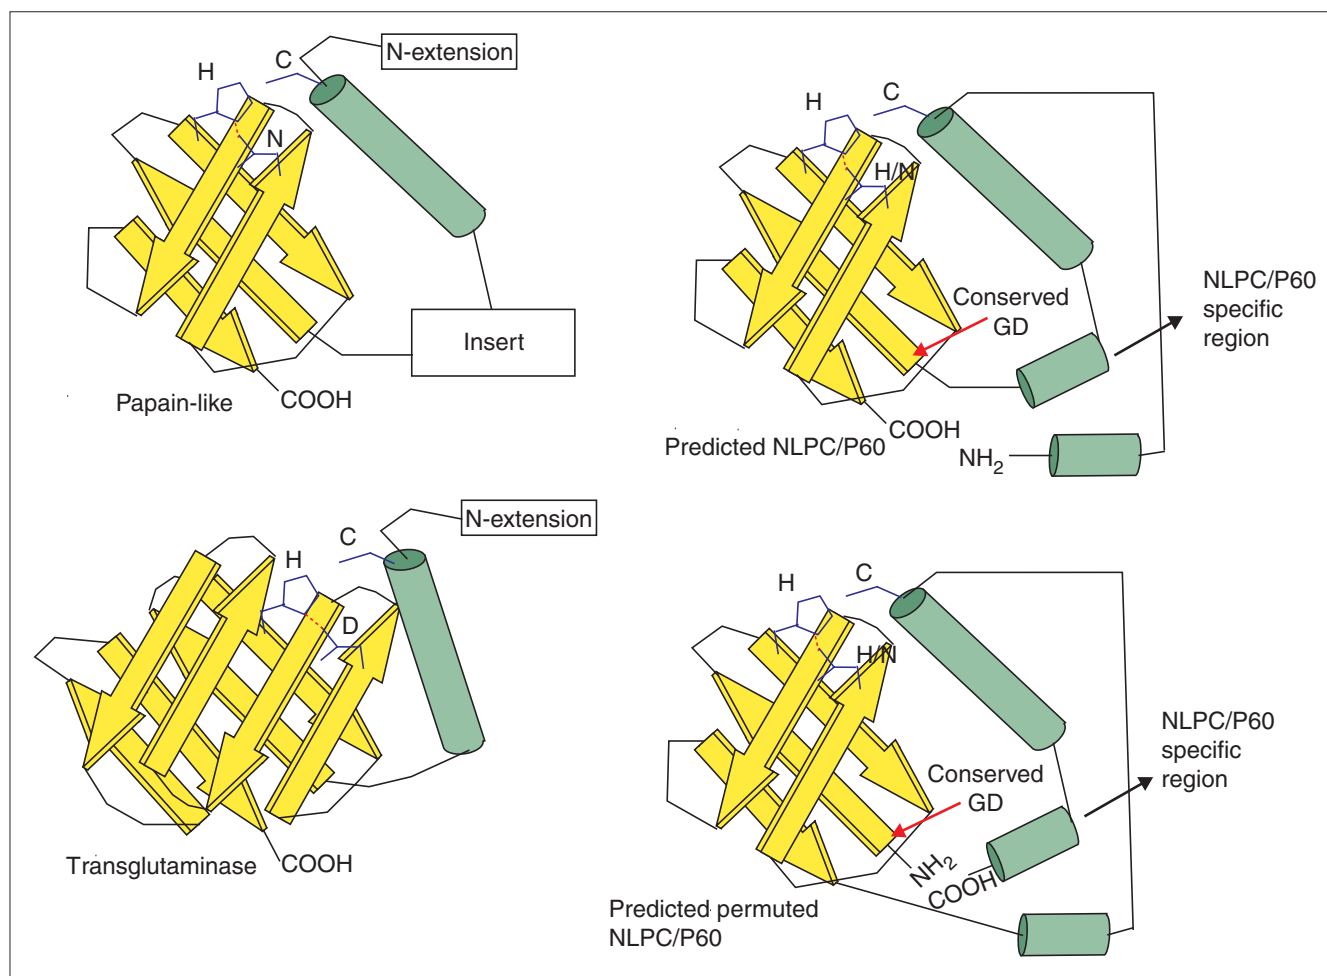 N-extension
C
H
N
Insert
COOH
Papain-like
C
H
H/N
Conserved
GD
NLPC/P60
specific
region
COOH
Predicted NLPC/P60
NH2
N-extension
C
H
D
COOH
Transglutaminase
C
H
H/N
Conserved
GD
NLPC/P60
specific
region
NH2
COOH
Predicted permuted
NLPC/P60